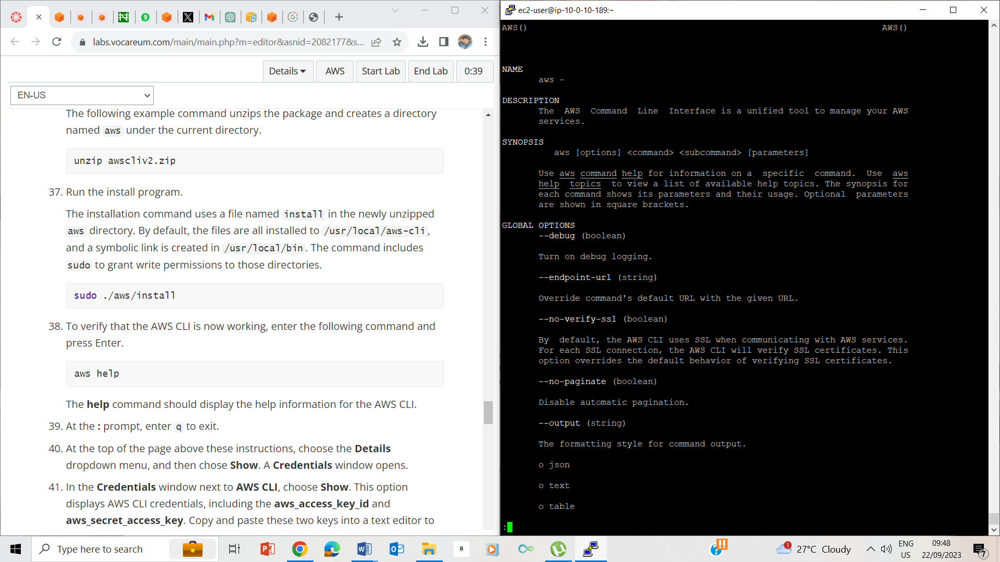 labs.vocareum.com/main/main.php?m=editor&asnid=2082177&s...
Details
AWS
Start Lab
End Lab
0:39
EN-US
The following example command unzips the package and creates a directory
named aws under the current directory.
unzip awscliv2.zip
37. Run the install program.
The installation command uses a file named install in the newly unzipped
aws directory. By default, the files are all installed to /usr/local/aws-cli,
and a symbolic link is created in /usr/local/bin. The command includes
sudo to grant write permissions to those directories.
sudo ./aws/install
38. To verify that the AWS CLI is now working, enter the following command and
press Enter.
aws help
The help command should display the help information for the AWS CLI.
39. At the : prompt, enter q to exit.
40. At the top of the page above these instructions, choose the Details
dropdown menu, and then chose Show. A Credentials window opens.
41. In the Credentials window next to AWS CLI, choose Show. This option
displays AWS CLI credentials, including the aws_access_key_id and
aws_secret_access_key. Copy and paste these two keys into a text editor to
ec2-user@ip-10-0-10-189:~
AWS() AWS()
NAME
aws -
DESCRIPTION
The AWS Command Line Interface is a unified tool to manage your AWS
services.
SYNOPSIS
aws [options] <command> <subcommand> [parameters]
Use aws command help for information on a specific command. Use aws
help topics to view a list of available help topics. The synopsis for
each command shows its parameters and their usage. Optional parameters
are shown in square brackets.
GLOBAL OPTIONS
--debug (boolean)
Turn on debug logging.
--endpoint-url (string)
Override command's default URL with the given URL.
--no-verify-ssl (boolean)
By default, the AWS CLI uses SSL when communicating with AWS services.
For each SSL connection, the AWS CLI will verify SSL certificates. This
option overrides the default behavior of verifying SSL certificates.
--no-paginate (boolean)
Disable automatic pagination.
--output (string)
The formatting style for command output.
o json
o text
o table
:
Type here to search
27°C Cloudy
ENG
US
09:48
22/09/2023
7